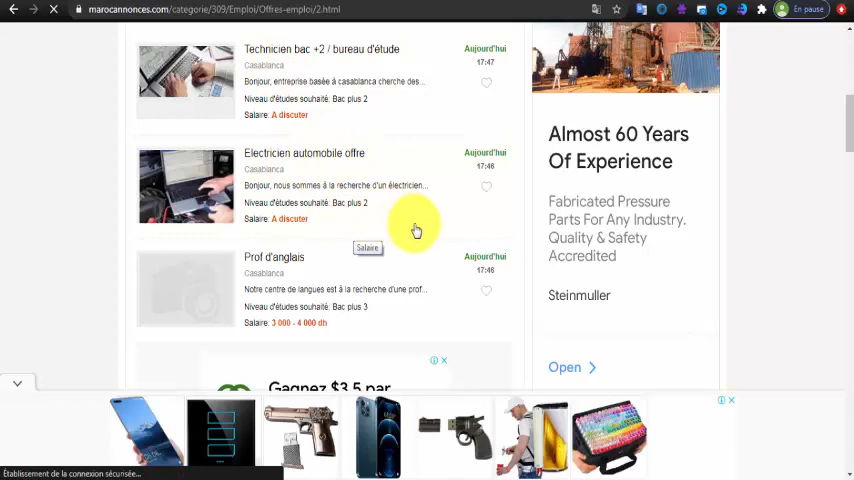 marocannonces.com/categorie/309/Emploi/Offres-emploi/2.html
En pause
Technicien bac +2 / bureau d'étude
Aujourd'hui
Casablanca
17:47
Bonjour, entreprise basée à casablanca cherche des...
Niveau d'études souhaité: Bac plus 2
Salaire: A discuter
Electricien automobile offre
Aujourd'hui
Casablanca
17:46
Bonjour, nous sommes à la recherche d'un électricien...
Niveau d'études souhaité: Bac plus 2
Salaire: A discuter
Salaire
Prof d'anglais
Aujourd'hui
Casablanca
17:46
Notre centre de langues est à la recherche d'une prof...
Niveau d'études souhaité: Bac plus 3
Salaire: 3 000 - 4 000 dh
Gagnez $3.5 par
Almost 60 Years
Of Experience
Fabricated Pressure
Parts For Any Industry.
Quality & Safety
Accredited
Steinmuller
Open
Établissement de la connexion sécurisée...